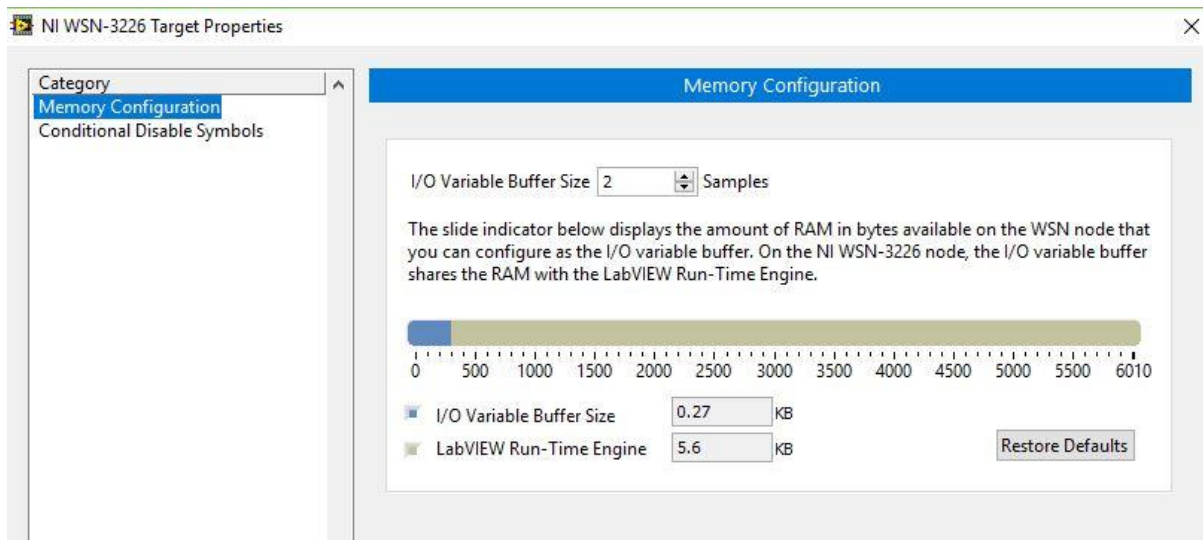 NI WSN-3226 Target Properties
Category
Memory Configuration
Conditional Disable Symbols
Memory Configuration
I/O Variable Buffer Size 2 Samples
The slide indicator below displays the amount of RAM in bytes available on the WSN node that
you can configure as the I/O variable buffer. On the NI WSN-3226 node, the I/O variable buffer
shares the RAM with the LabVIEW Run-Time Engine.
0 500 1000 1500 2000 2500 3000 3500 4000 4500 5000 5500 6010
I/O Variable Buffer Size 0.27 KB
LabVIEW Run-Time Engine 5.6 KB
Restore Defaults